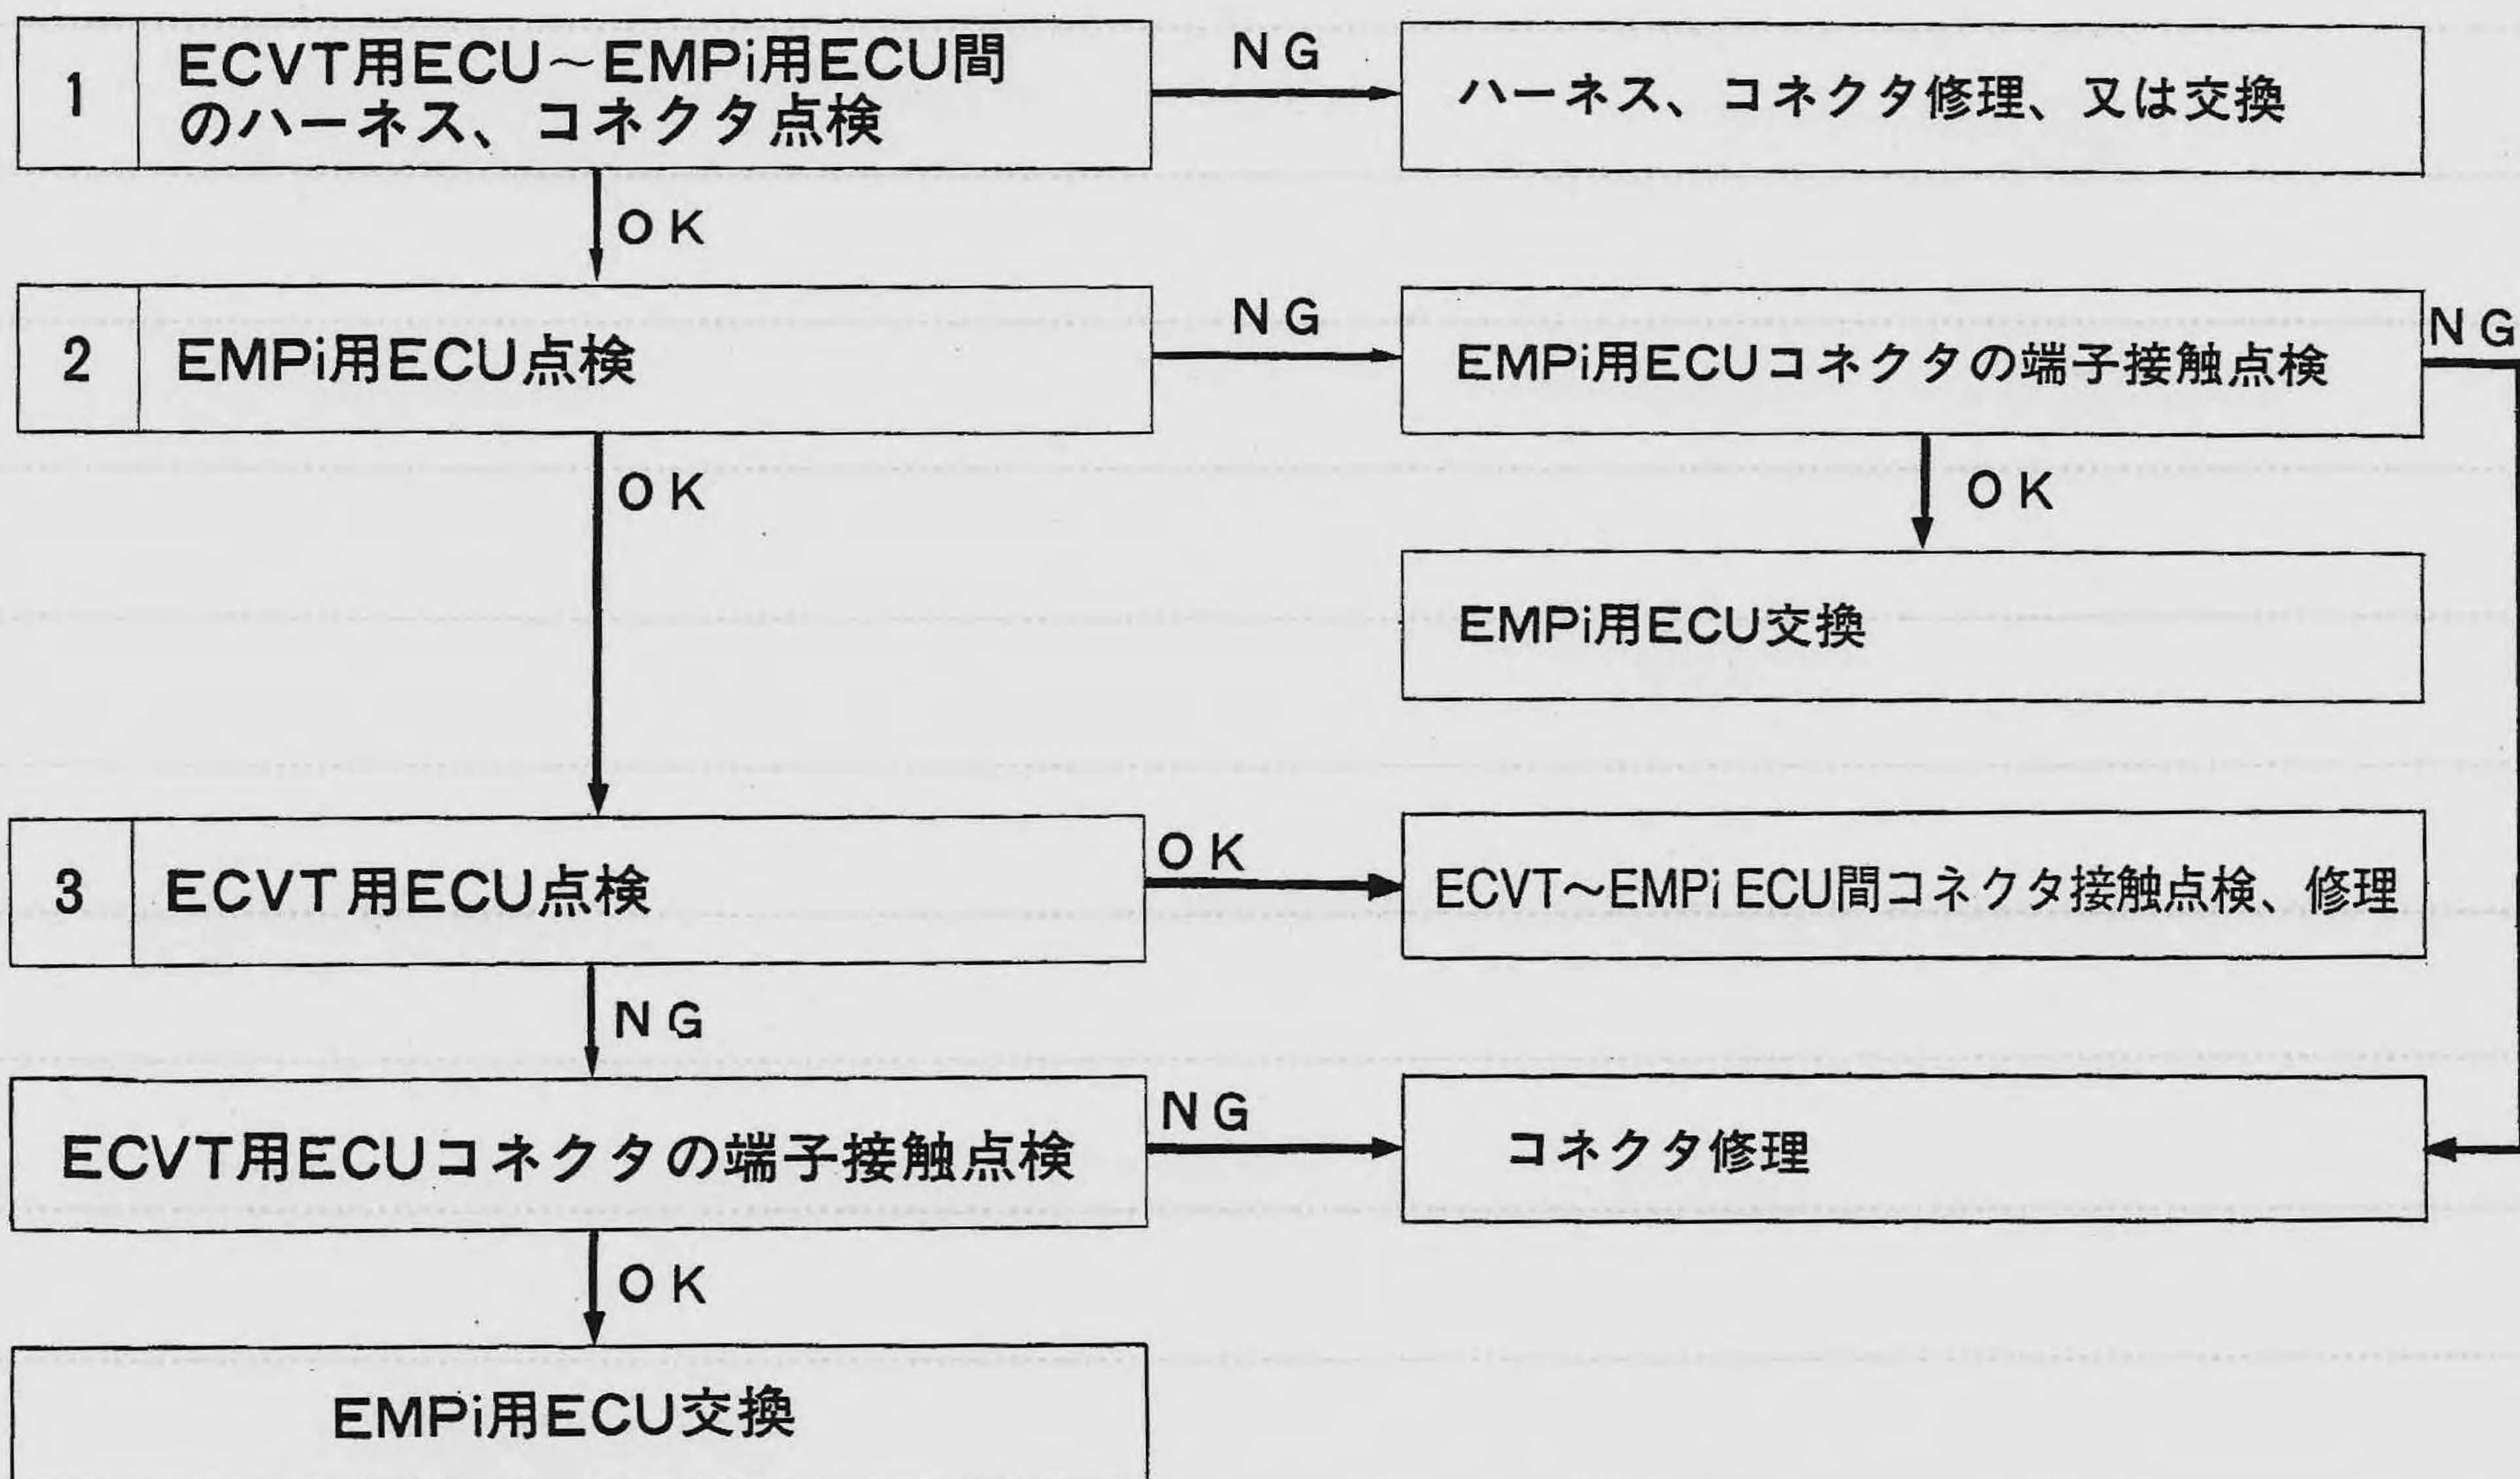 1
ECVT用ECU～EMPi用ECU間
のハーネス、コネクタ点検
NG
ハーネス、コネクタ修理、又は交換
OK
2
EMPi用ECU点検
NG
EMPi用ECUコネクタの端子接触点検
NG
OK
OK
EMPi用ECU交換
3
ECVT用ECU点検
OK
ECVT～EMPi ECU間コネクタ接触点検、修理
NG
ECVT用ECUコネクタの端子接触点検
NG
コネクタ修理
OK
EMPi用ECU交換